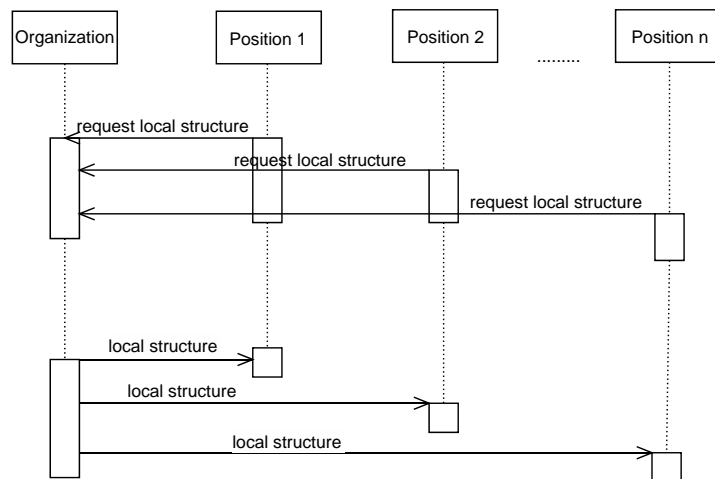 Organization
Position 1
Position 2
.........
Position n
request local structure
request local structure
request local structure
local structure
local structure
local structure